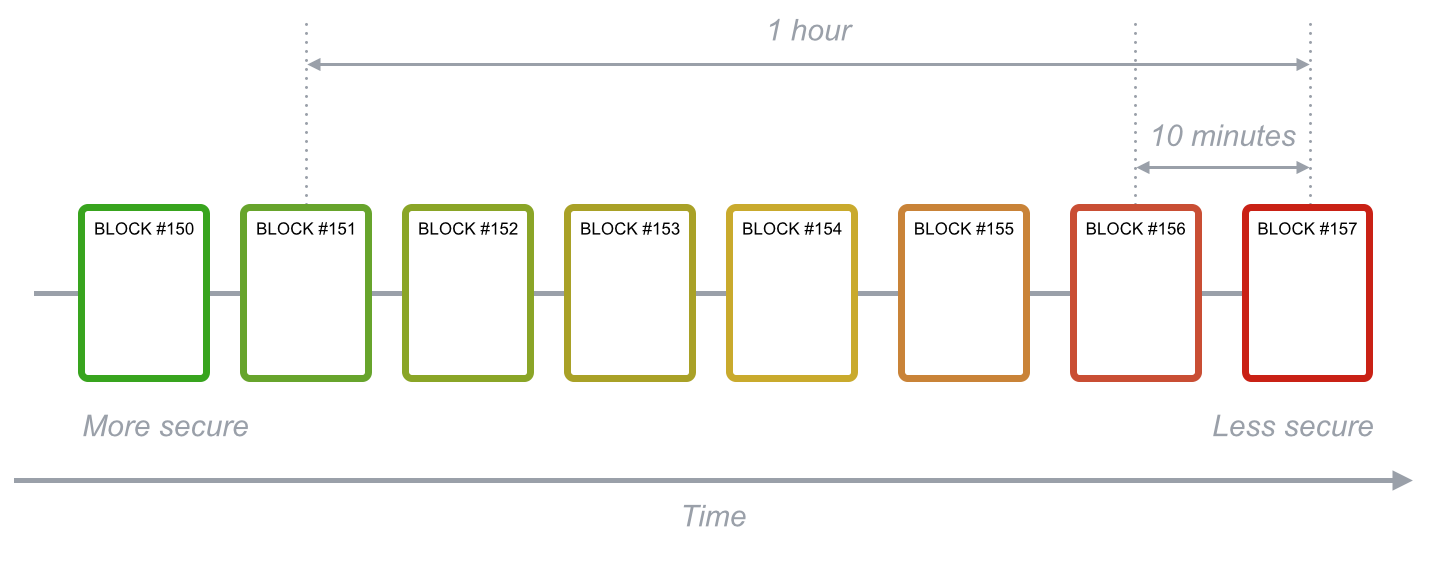 1 hour
10 minutes
BLOCK #150
BLOCK #151
BLOCK #152
BLOCK #153
BLOCK #154
BLOCK #155
BLOCK #156
BLOCK #157
More secure
Less secure
Time